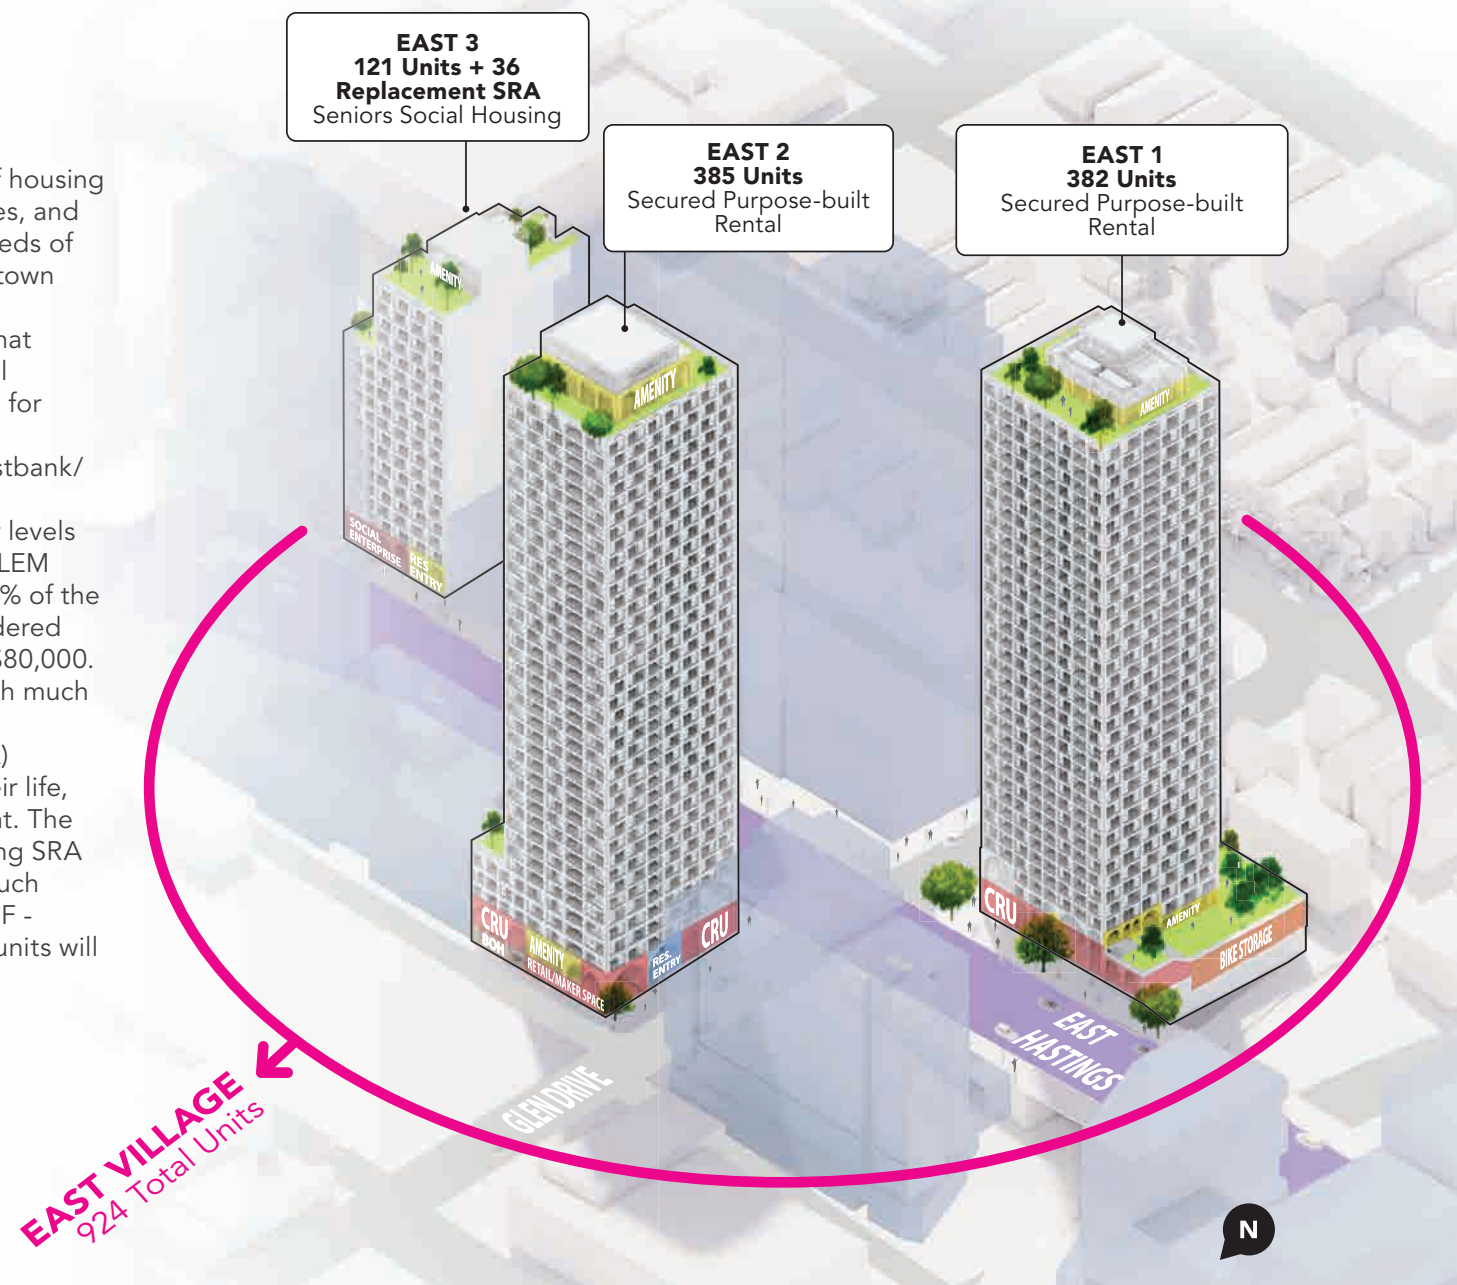 f housing
es, and
eeds of
town
hat
l
for
stbank/
r levels
LEM
% of the
dered
$80,000.
h much
)
eir life,
nt. The
ng SRA
uch
F -
units will
EAST 3
121 Units + 36
Replacement SRA
Seniors Social Housing
EAST 2
385 Units
Secured Purpose-built
Rental
EAST 1
382 Units
Secured Purpose-built
Rental
AMENITY
SOCIAL
ENTERPRISE
RES
ENTRY
AMENITY
CRU
BOH
AMENITY
RETAIL/MAKER SPACE
RES.
ENTRY
CRU
AMENITY
CRU
AMENITY
BIKE STORAGE
EAST
HASTINGS
GLEN DRIVE
EAST VILLAGE
924 Total Units
N